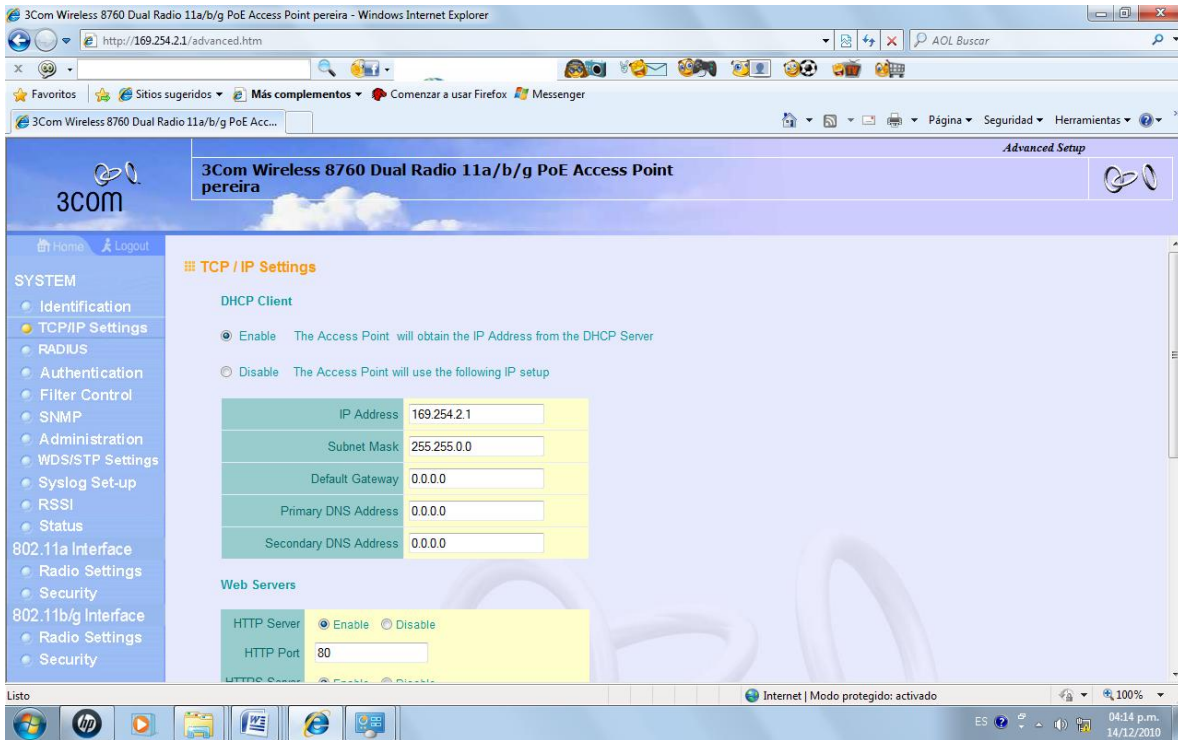 3Com Wireless 8760 Dual Radio 11a/b/g PoE Access Point pereira - Windows Internet Explorer
http://169.254.2.1/advanced.htm
AOL Buscar
Favoritos Sitios sugeridos Más complementos Comenzar a usar Firefox Messenger
3Com Wireless 8760 Dual Radio 11a/b/g PoE Acc...
Página Seguridad Herramientas
Advanced Setup
3COM
3Com Wireless 8760 Dual Radio 11a/b/g PoE Access Point
pereira
Home Logout
SYSTEM
Identification
TCP/IP Settings
RADIUS
Authentication
Filter Control
SNMP
Administration
WDS/STP Settings
Syslog Set-up
RSSI
Status
802.11a Interface
Radio Settings
Security
802.11b/g Interface
Radio Settings
Security
TCP / IP Settings
DHCP Client
Enable The Access Point will obtain the IP Address from the DHCP Server
Disable The Access Point will use the following IP setup
IP Address 169.254.2.1
Subnet Mask 255.255.0.0
Default Gateway 0.0.0.0
Primary DNS Address 0.0.0.0
Secondary DNS Address 0.0.0.0
Web Servers
HTTP Server Enable Disable
HTTP Port 80
HTTPS Server Enable Disable
Listo
Internet | Modo protegido: activado
100%
hp
ES
04:14 p.m.
14/12/2010